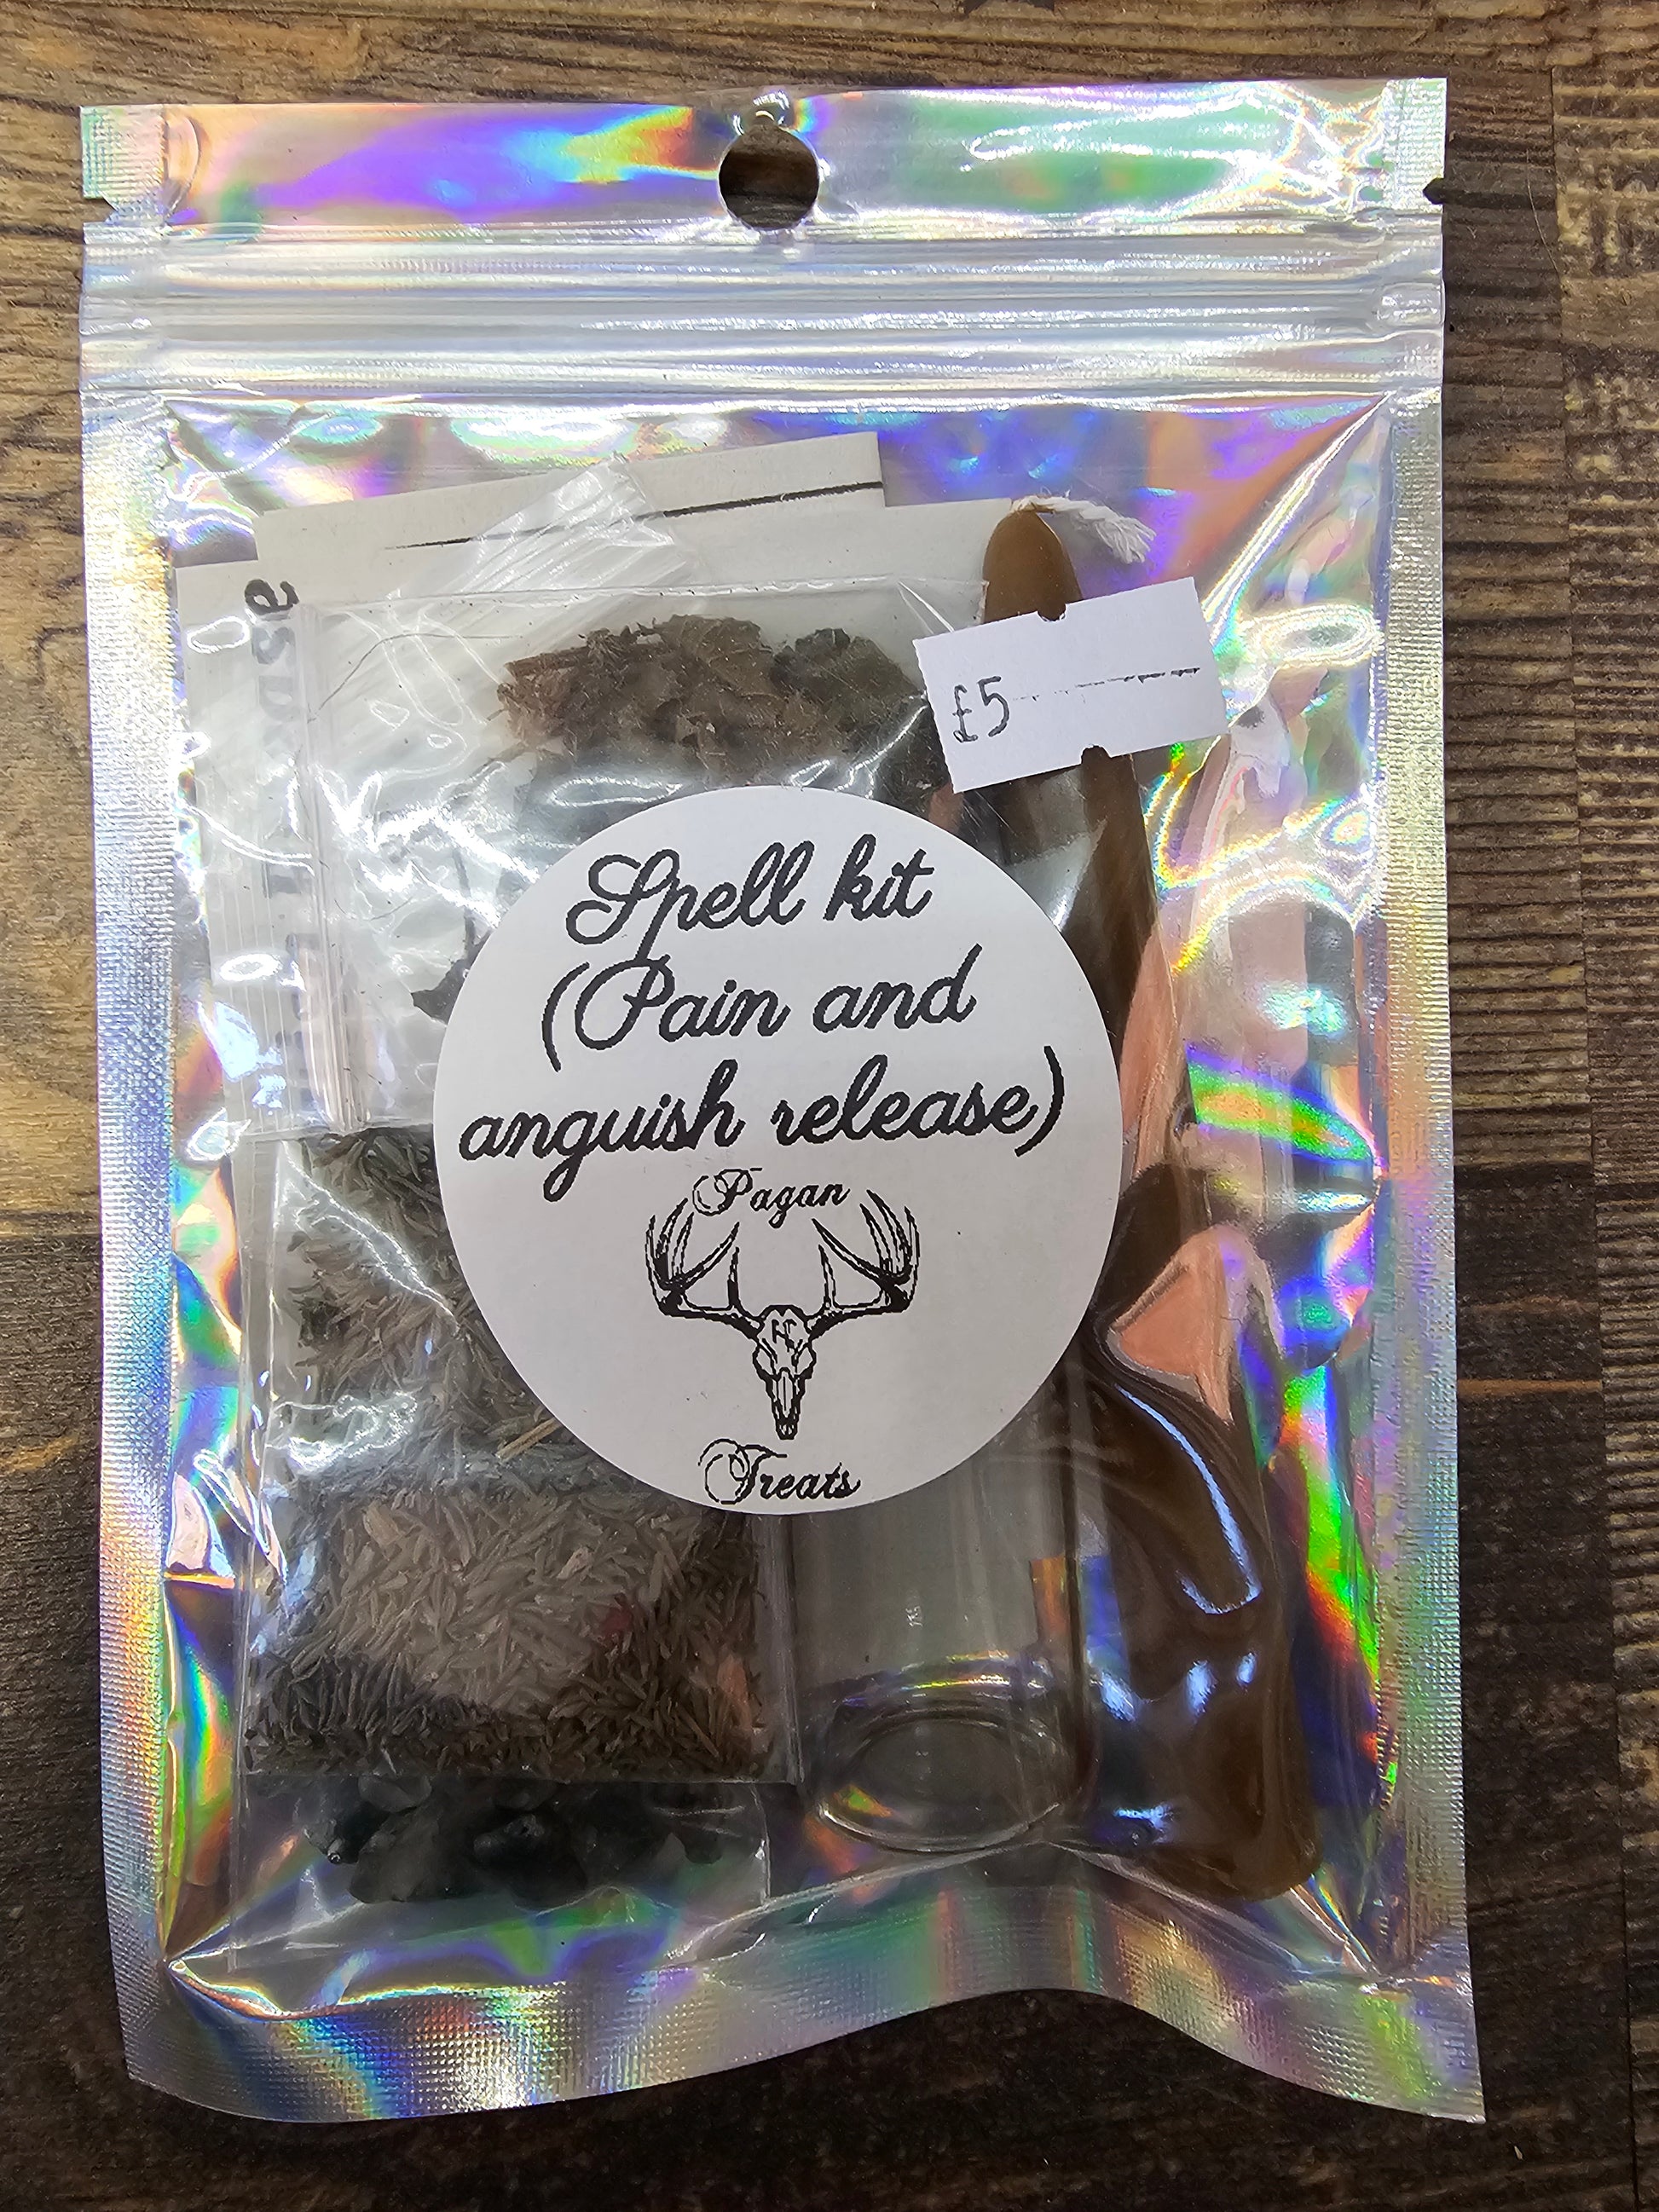 £5
Spell kit
(Pain and
anguish release)
Pagan
Treats